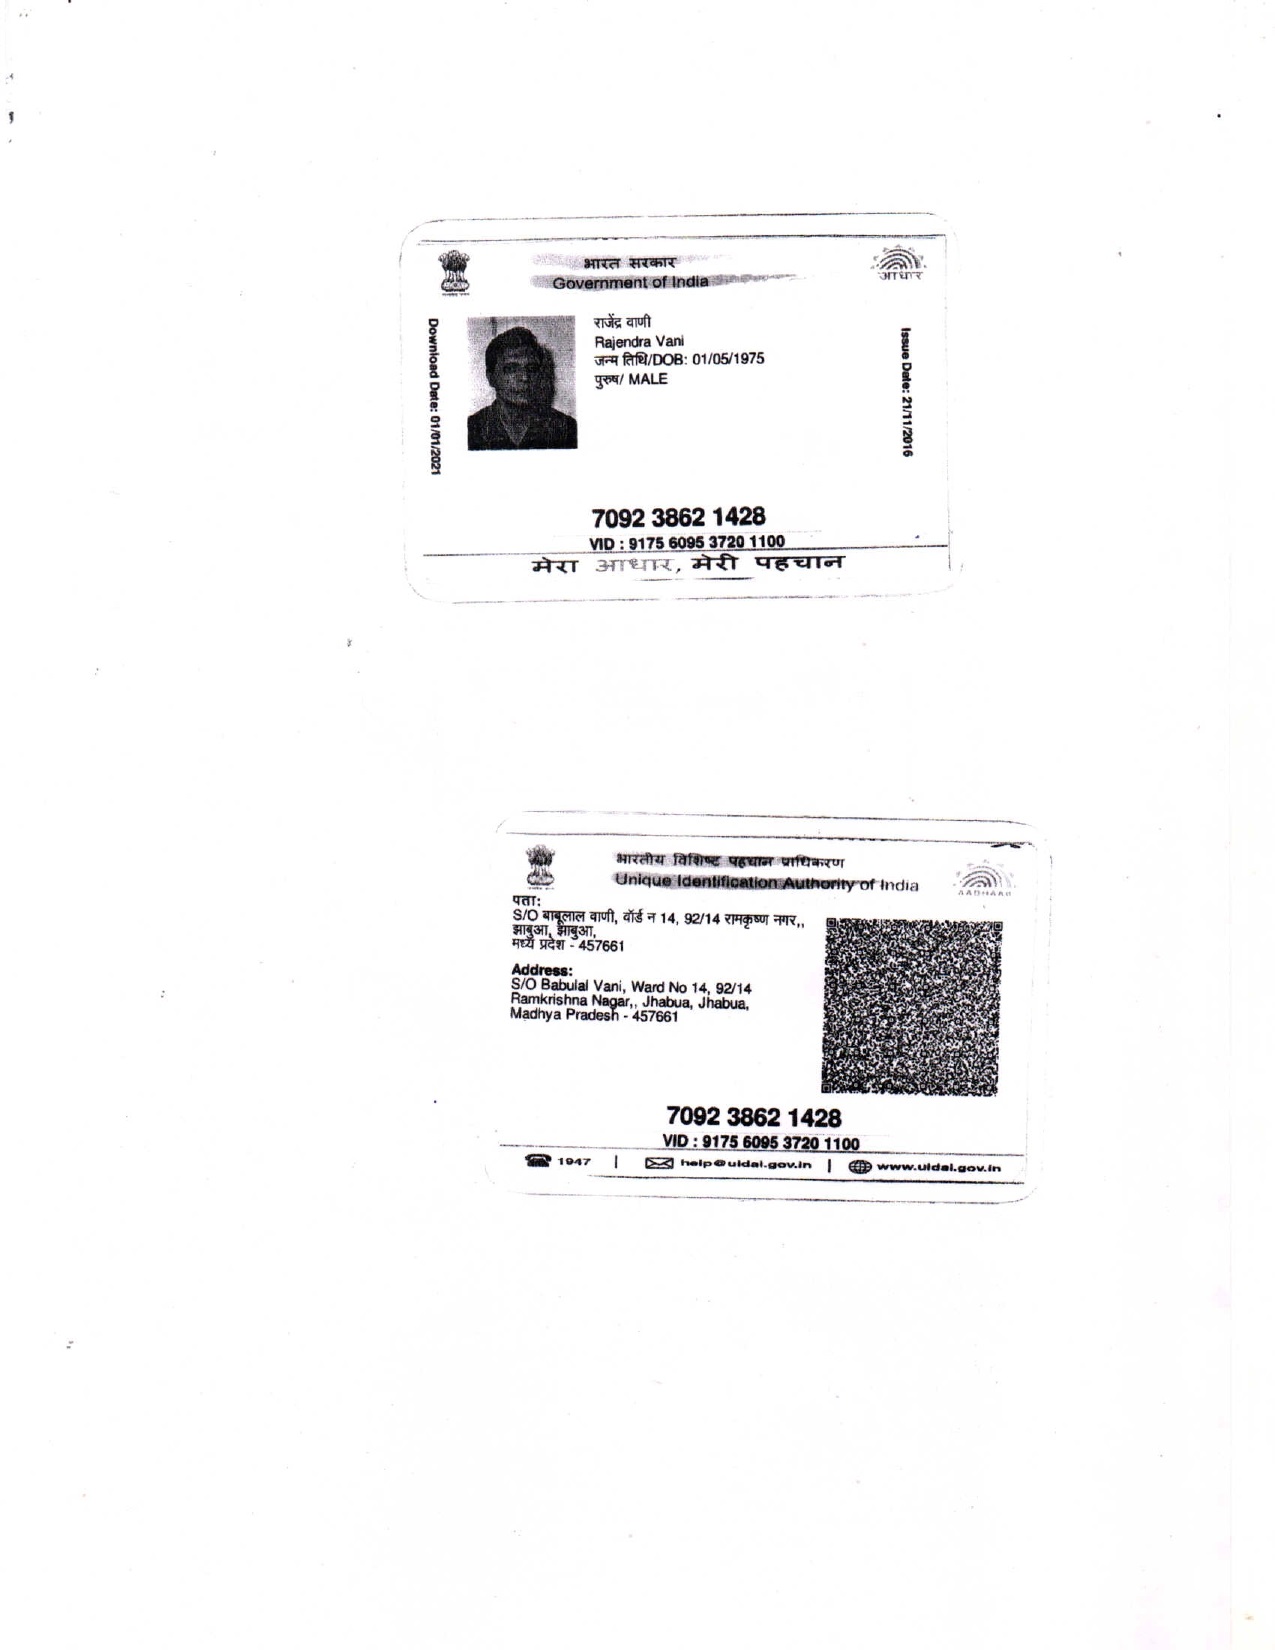 भारत सरकार
Government of India
आधार
Download Date: 01/01/2021
राजेंद्र वाणी
Rajendra Vani
जन्म तिथि/DOB: 01/05/1975
पुरुष/ MALE
Issue Date: 21/11/2016
7092 3862 1428
VID : 9175 6095 3720 1100
मेरा आधार, मेरी पहचान
भारतीय विशिष्ट पहचान प्राधिकरण
Unique Identification Authority of India
AADHAAR
पता:
S/O बाबूलाल वाणी, वॉर्ड न 14, 92/14 रामकृष्ण नगर,,
झाबुआ, झाबुआ,
मध्य प्रदेश - 457661
Address:
S/O Babulal Vani, Ward No 14, 92/14
Ramkrishna Nagar,, Jhabua, Jhabua,
Madhya Pradesh - 457661
7092 3862 1428
VID : 9175 6095 3720 1100
1947 | help@uidai.gov.in | www.uidai.gov.in